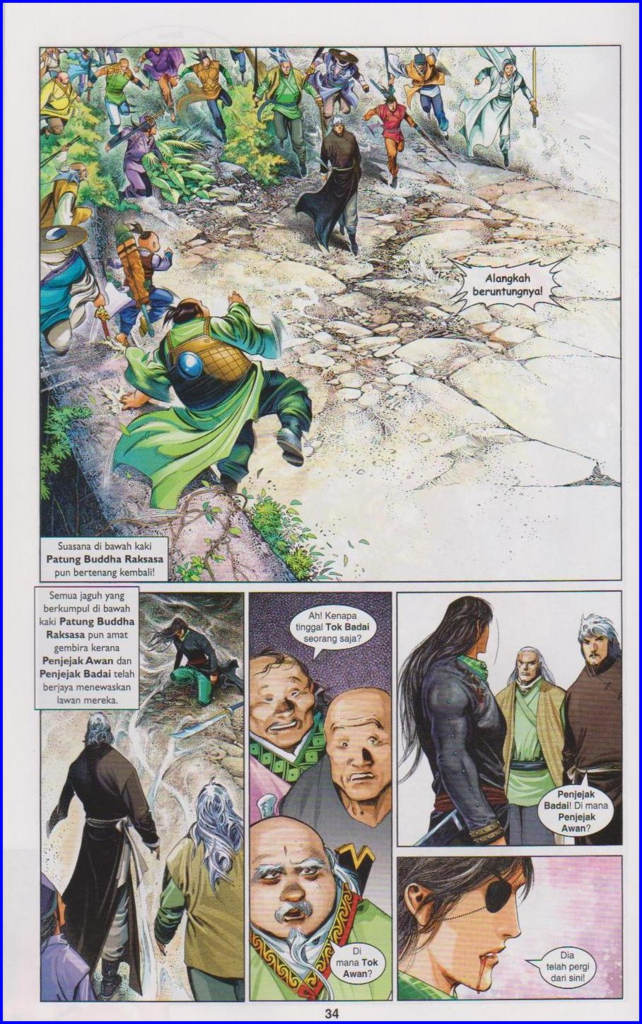 Alangkah
beruntungnya!
Suasana di bawah kaki
Patung Buddha Raksasa
pun bertenang kembali!
Semua jaguh yang
berkumpul di bawah
kaki Patung Buddha
Raksasa pun amat
gembira kerana
Penjejak Awan dan
Penjejak Badai telah
berjaya menewaskan
lawan mereka.
Ah! Kenapa
tinggal Tok Badai
seorang saja?
Di
mana Tok
Awan?
Penjejak
Badai! Di mana
Penjejak
Awan?
Dia
telah pergi
dari sini!
34